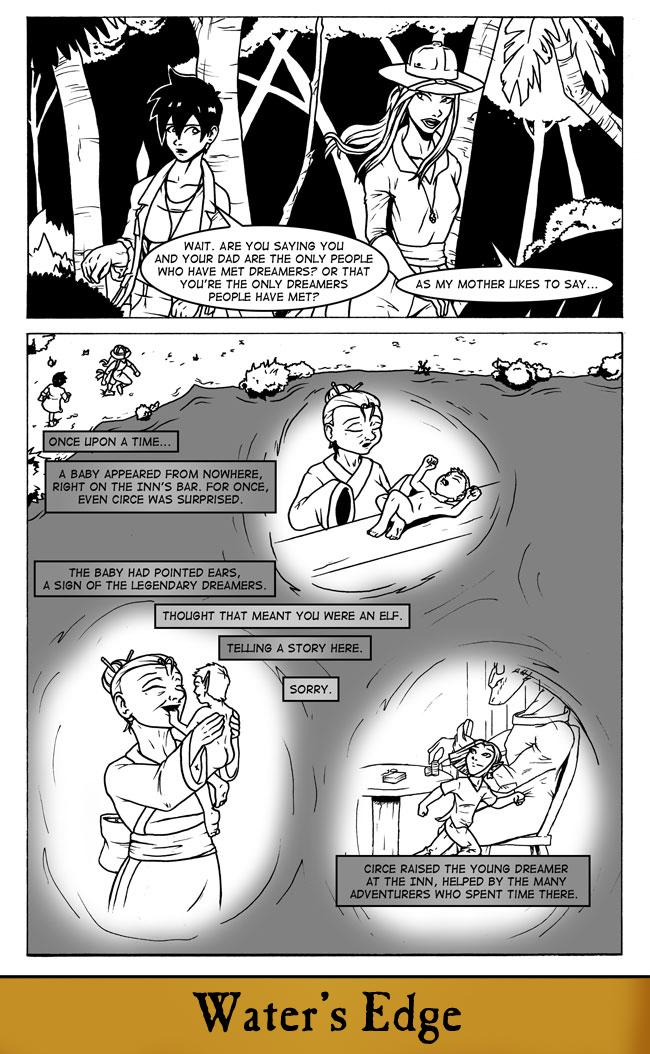 WAIT. ARE YOU SAYING YOU
AND YOUR DAD ARE THE ONLY PEOPLE
WHO HAVE MET DREAMERS? OR THAT
YOU'RE THE ONLY DREAMERS
PEOPLE HAVE MET?
AS MY MOTHER LIKES TO SAY...
ONCE UPON A TIME...
A BABY APPEARED FROM NOWHERE,
RIGHT ON THE INN'S BAR. FOR ONCE,
EVEN CIRCE WAS SURPRISED.
THE BABY HAD POINTED EARS,
A SIGN OF THE LEGENDARY DREAMERS.
THOUGHT THAT MEANT YOU WERE AN ELF.
TELLING A STORY HERE.
SORRY.
CIRCE RAISED THE YOUNG DREAMER
AT THE INN, HELPED BY THE MANY
ADVENTURERS WHO SPENT TIME THERE.
Water's Edge